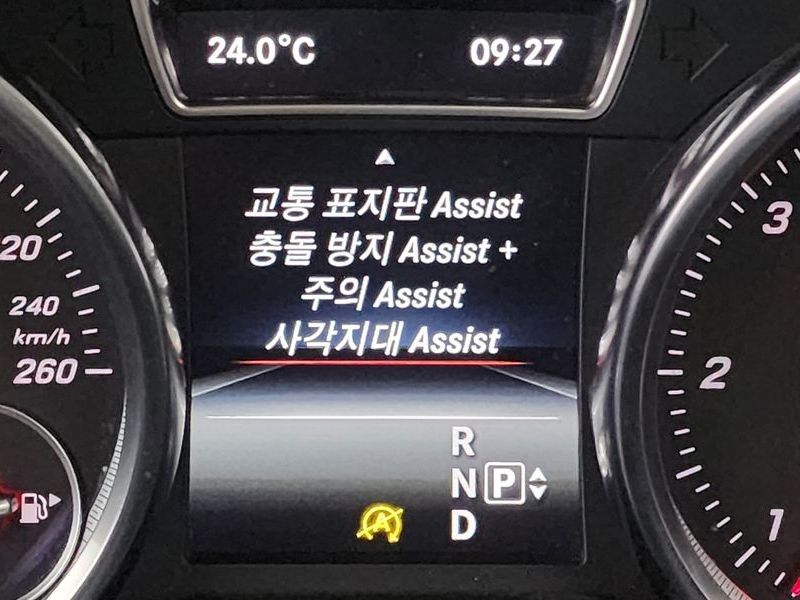 24.0°C 09:27
교통 표지판 Assist
충돌 방지 Assist +
주의 Assist
사각지대 Assist
20
240
km/h
260
3
2
1
R
N P
A D